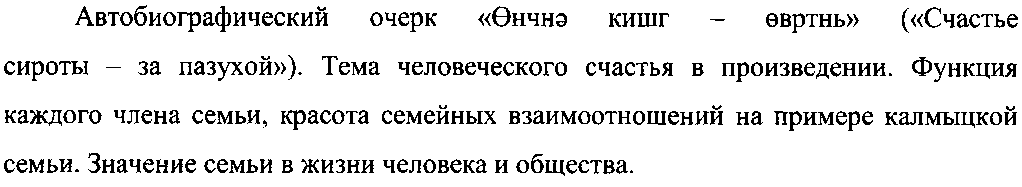 Автобиографический очерк «Өнчнә кишг – өвртнь» («Счастье
сироты – за пазухой»). Тема человеческого счастья в произведении. Функция
каждого члена семьи, красота семейных взаимоотношений на примере калмыцкой
семьи. Значение семьи в жизни человека и общества.